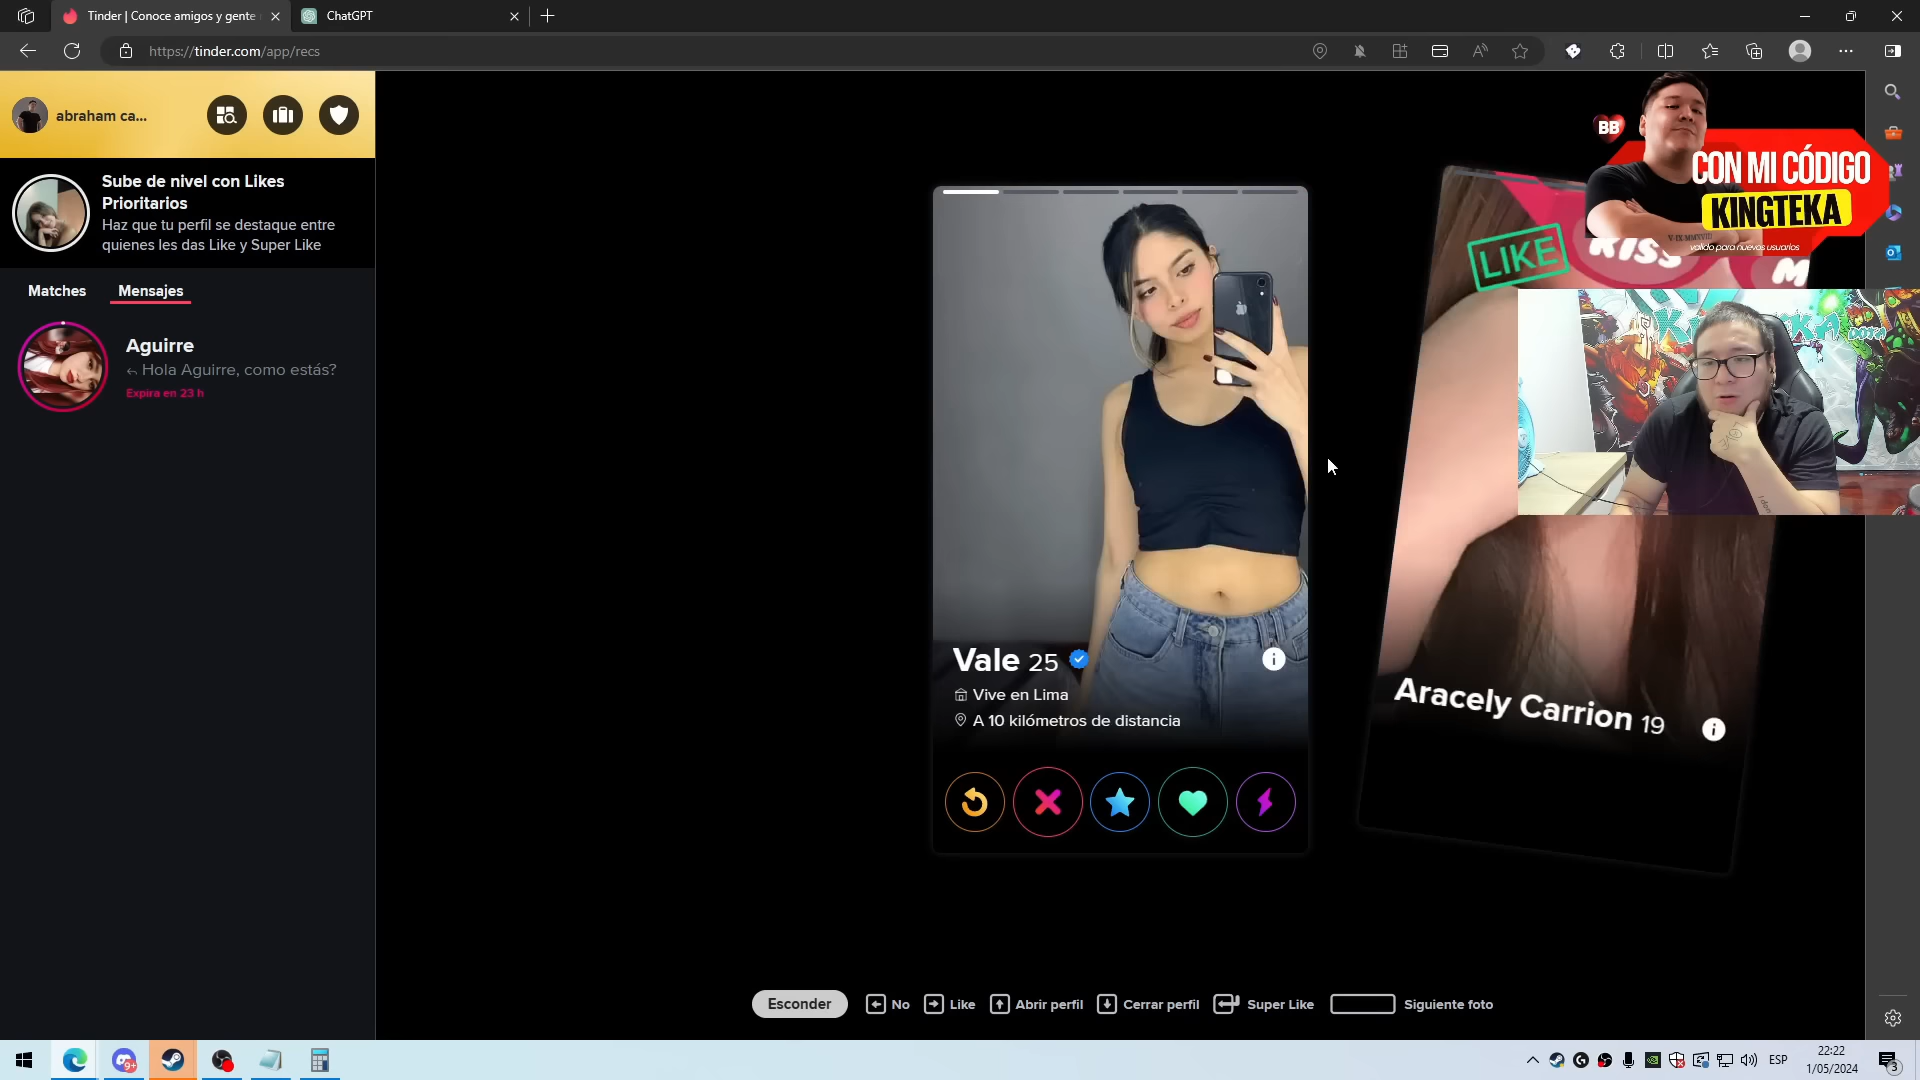 Tinder | Conoce amigos y gente
ChatGPT
https://tinder.com/app/recs
abraham ca...
Sube de nivel con Likes
Prioritarios
Haz que tu perfil se destaque entre
quienes les das Like y Super Like
Matches
Mensajes
Aguirre
Hola Aguirre, como estás?
Expira en 23 h
Vale 25
Vive en Lima
A 10 kilómetros de distancia
LIKE
KISS
M
Aracely Carrion 19
BB
CON MI CÓDIGO
KINGTEKA
valido para nuevos usuarios
Esconder
No
Like
Abrir perfil
Cerrar perfil
Super Like
Siguiente foto
9+
ESP
22:22
1/05/2024
3